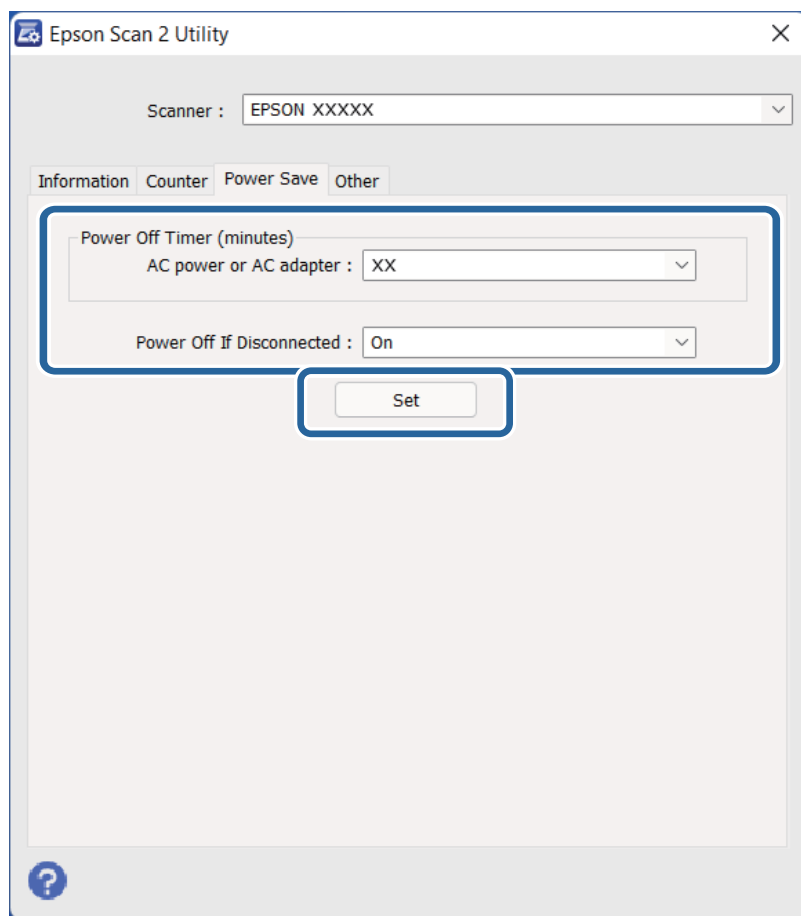 Epson Scan 2 Utility
Scanner : EPSON XXXXX
Information Counter Power Save Other
Power Off Timer (minutes)
AC power or AC adapter : XX
Power Off If Disconnected : On
Set
?